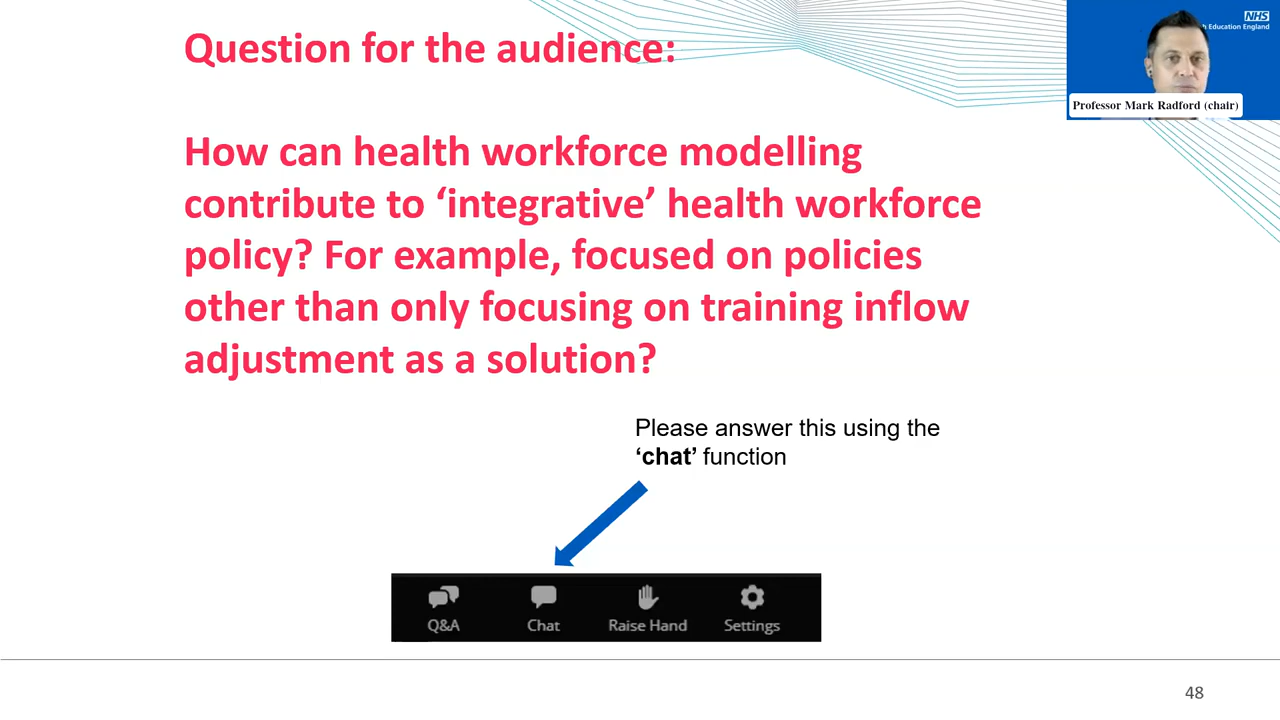 Question for the audience:
How can health workforce modelling
contribute to ‘integrative’ health workforce
policy? For example, focused on policies
other than only focusing on training inflow
adjustment as a solution?
NHS
Education England
Professor Mark Radford (chair)
Please answer this using the
‘chat’ function
Q&A
Chat
Raise Hand
Settings
48